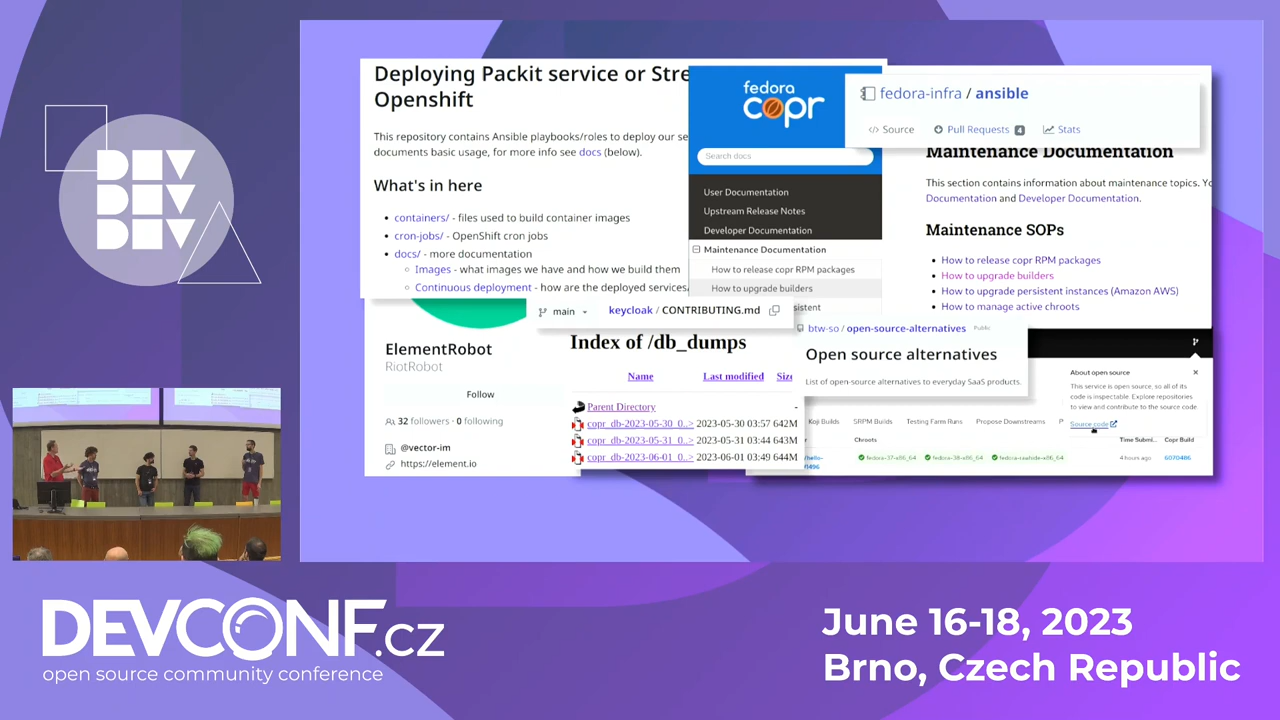 DEV
DEV
DEV
Deploying Packit service or Stre
Openshift
This repository contains Ansible playbooks/roles to deploy our se
documents basic usage, for more info see docs (below).
What's in here
containers/ - files used to build container images
cron-jobs/ - OpenShift cron jobs
docs/ - more documentation
Images - what images we have and how we build them
Continuous deployment - how are the deployed services/
fedora
copr
Search docs
User Documentation
Upstream Release Notes
Developer Documentation
Maintenance Documentation
How to release copr RPM packages
How to upgrade builders
sistent
fedora-infra / ansible
Source Pull Requests 4 Stats
Maintenance Documentation
This section contains information about maintenance topics. Yo
Documentation and Developer Documentation.
Maintenance SOPs
How to release copr RPM packages
How to upgrade builders
How to upgrade persistent instances (Amazon AWS)
How to manage active chroots
main keycloak / CONTRIBUTING.md
ElementRobot
RiotRobot
Follow
32 followers · 0 following
@vector-im
https://element.io
Index of /db_dumps
Name Last modified Size
Parent Directory -
copr_db-2023-05-30_0..> 2023-05-30 03:57 642M
copr_db-2023-05-31_0..> 2023-05-31 03:44 643M
copr_db-2023-06-01_0..> 2023-06-01 03:49 644M
btw-so / open-source-alternatives Public
Open source alternatives
List of open-source alternatives to everyday SaaS products.
About open source
This service is open source, so all of its
code is inspectable. Explore repositories
to view and contribute to the source code.
Source code
Koji Builds SRPM Builds Testing Farm Runs Propose Downstreams P
Chroots Time Submi... Copr Build
/hello-
01496
fedora-37-x86_64 fedora-38-x86_64 fedora-rawhide-x86_64 4 hours ago 6070486
DEVCONF.cz
open source community conference
June 16-18, 2023
Brno, Czech Republic